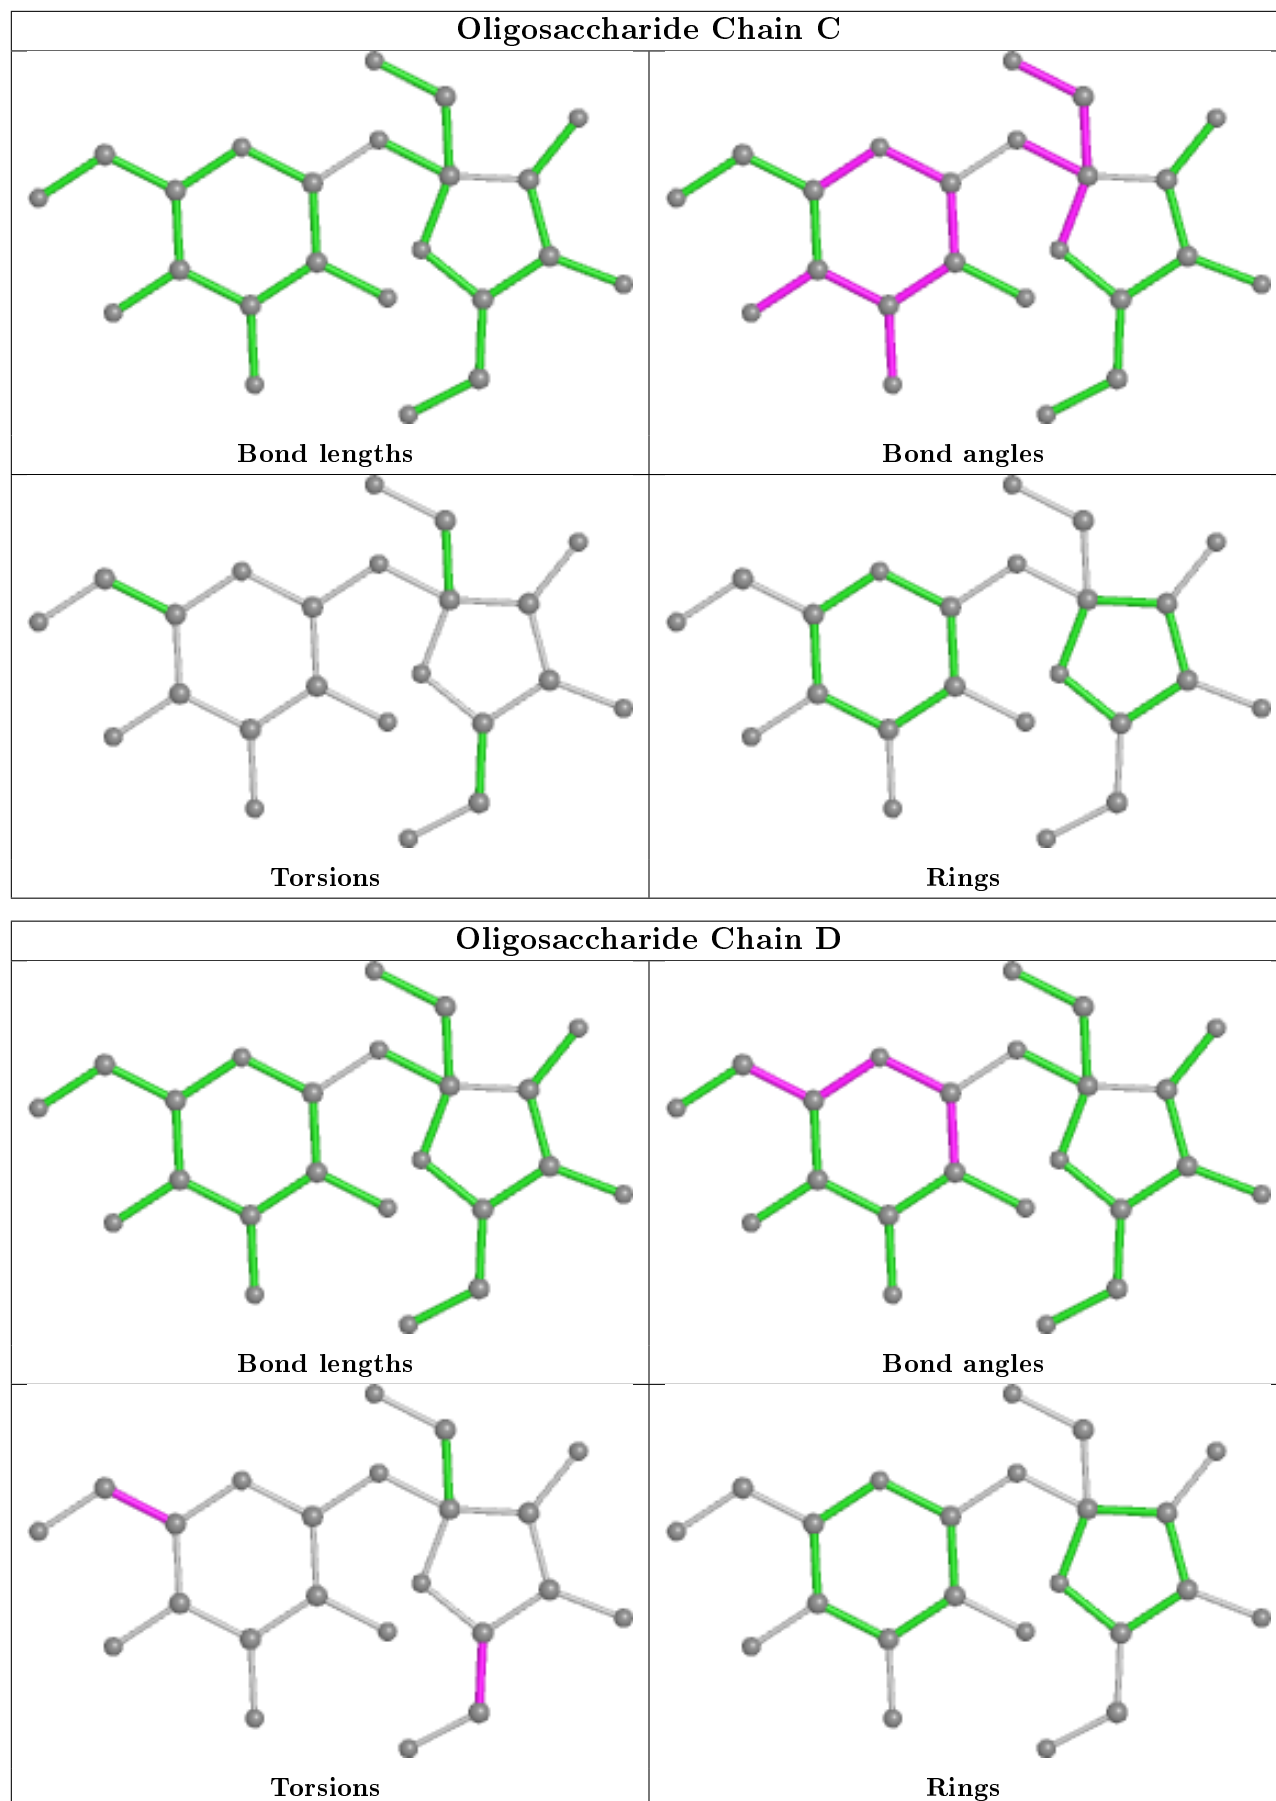 Oligosaccharide Chain C
Bond lengths
Bond angles
Torsions
Rings
Oligosaccharide Chain D
Bond lengths
Bond angles
Torsions
Rings